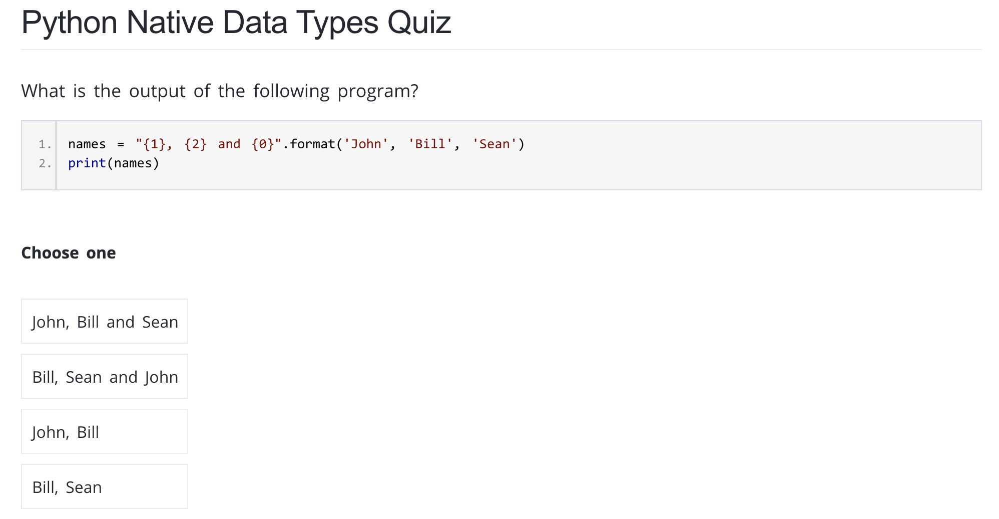 Python Native Data Types Quiz
What is the output of the following program?
1. names = "{1}, {2} and {0}".format('John', 'Bill', 'Sean')
2. print(names)
Choose one
John, Bill and Sean
Bill, Sean and John
John, Bill
Bill, Sean